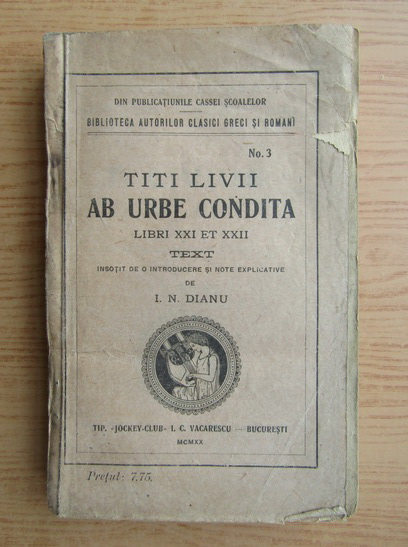 DIN PUBLICAȚIUNILE CASSEI ȘCOALELOR
BIBLIOTECA AUTORILOR CLASICI GRECI ȘI ROMANI
No. 3
TITI LIVII
AB URBE CONDITA
LIBRI XXI ET XXII
TEXT
INSOȚIT DE O INTRODUCERE ȘI NOTE EXPLICATIVE
DE
I. N. DIANU
TIP. «JOCKEY-CLUB» I. C. VACARESCU — BUCUREȘTI
MCMXX
Prețul: 7,75.